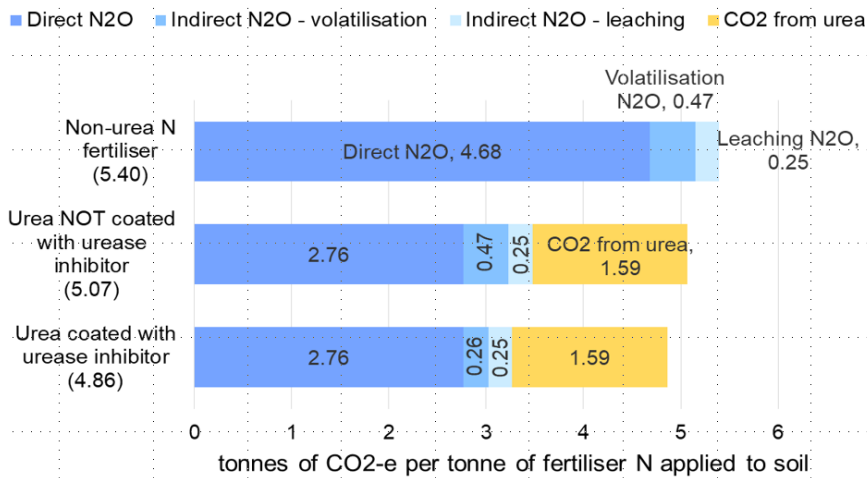 Direct N2O Indirect N2O - volatilisation Indirect N2O - leaching CO2 from urea
Volatilisation
N2O, 0.47
Non-urea N
fertiliser
(5.40)
Direct N2O, 4.68
Leaching N2O,
0.25
Urea NOT coated
with urease
inhibitor
(5.07)
2.76
0.47
0.25
CO2 from urea,
1.59
Urea coated with
urease inhibitor
(4.86)
2.76
0.26
0.25
1.59
0 1 2 3 4 5 6
tonnes of CO2-e per tonne of fertiliser N applied to soil